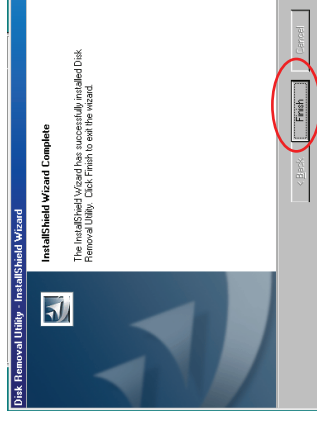 Disk Removal Utility - InstallShield Wizard
InstallShield Wizard Complete
The InstallShield Wizard has successfully installed Disk
Removal Utility. Click Finish to exit the wizard.
< Back
Finish
Cancel